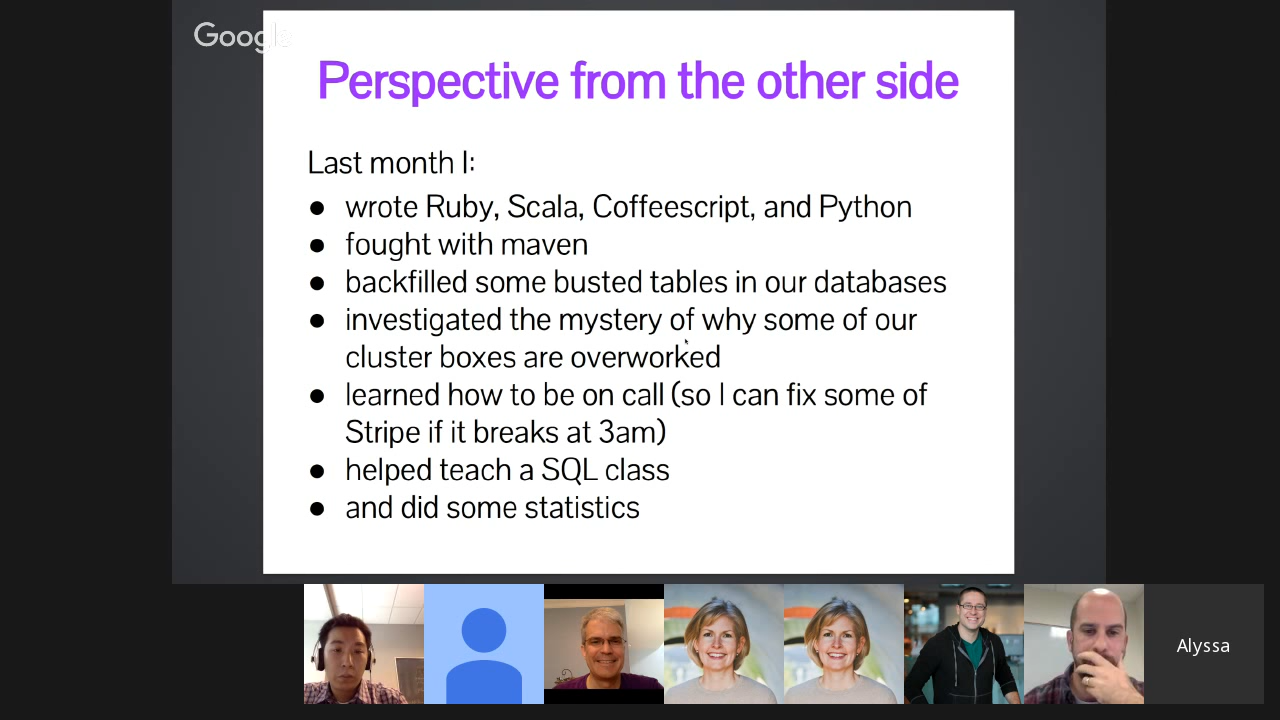 Google
Perspective from the other side
Last month I:
● wrote Ruby, Scala, Coffeescript, and Python
● fought with maven
● backfilled some busted tables in our databases
● investigated the mystery of why some of our
cluster boxes are overworked
● learned how to be on call (so I can fix some of
Stripe if it breaks at 3am)
● helped teach a SQL class
● and did some statistics
Alyssa